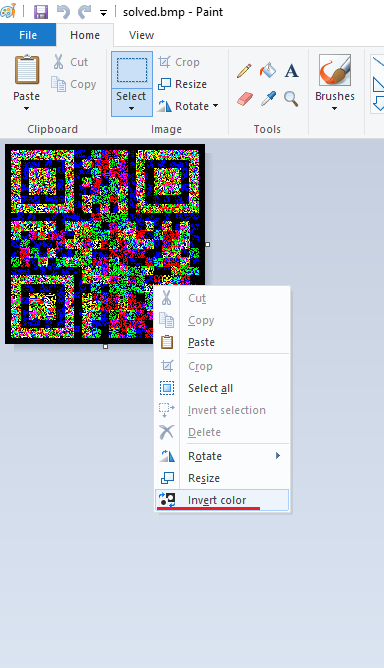 solved.bmp - Paint
File Home View
Paste Cut Copy
Select Crop Resize Rotate
A
Brushes
Clipboard Image Tools
Cut
Copy
Paste
Crop
Select all
Invert selection
Delete
Rotate
Resize
Invert color